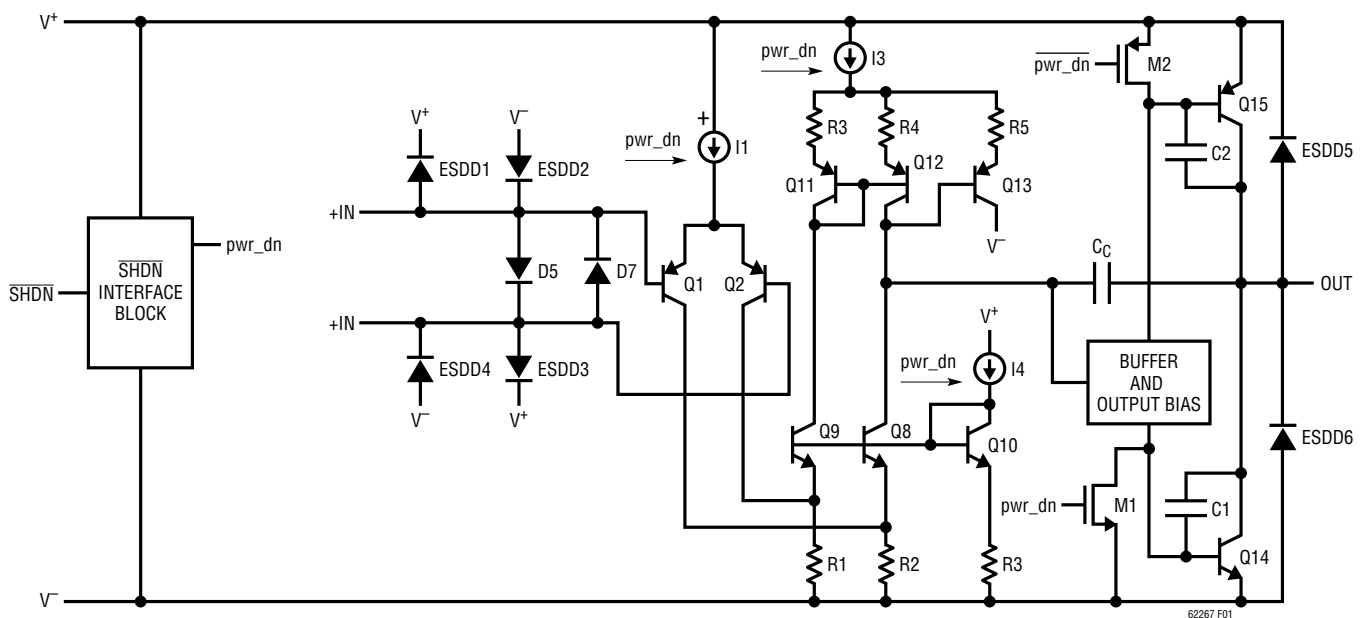 V+
pwr_dn
I3
pwr_dn
M2
Q15
R3
R4
R5
V+
V–
+
pwr_dn
I1
ESDD1
ESDD2
Q12
C2
ESDD5
Q11
Q13
+IN
pwr_dn
V–
CC
SHDN
SHDN
INTERFACE
BLOCK
D5
D7
Q1
Q2
OUT
+IN
V+
ESDD4
ESDD3
pwr_dn
I4
BUFFER
AND
OUTPUT BIAS
V–
V+
Q9
Q8
Q10
ESDD6
pwr_dn
M1
C1
Q14
R1
R2
R3
V–
62267 F01